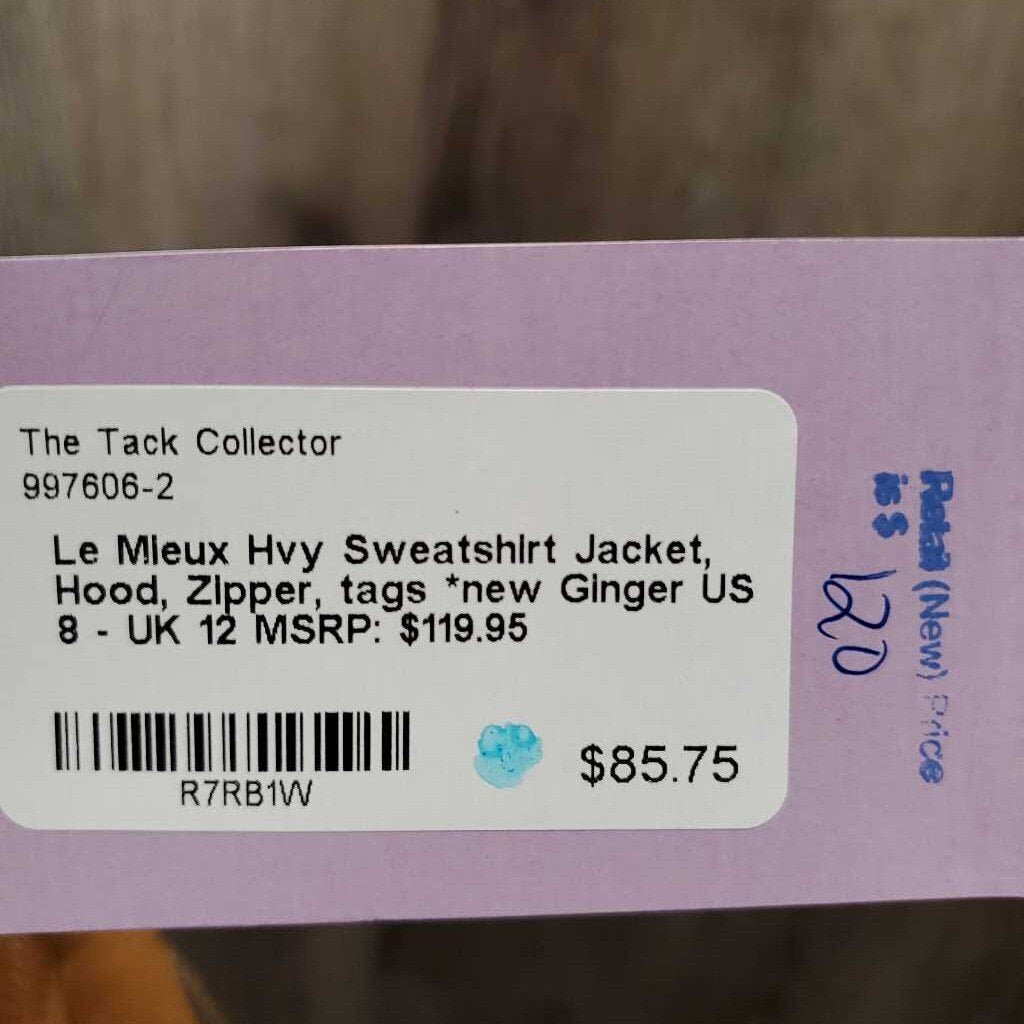 The Tack Collector
997606-2
Le Mieux Hvy Sweatshirt Jacket,
Hood, Zipper, tags *new Ginger US
8 - UK 12 MSRP: $119.95
R7RB1W
$85.75
Retail (New) Price
is $
120